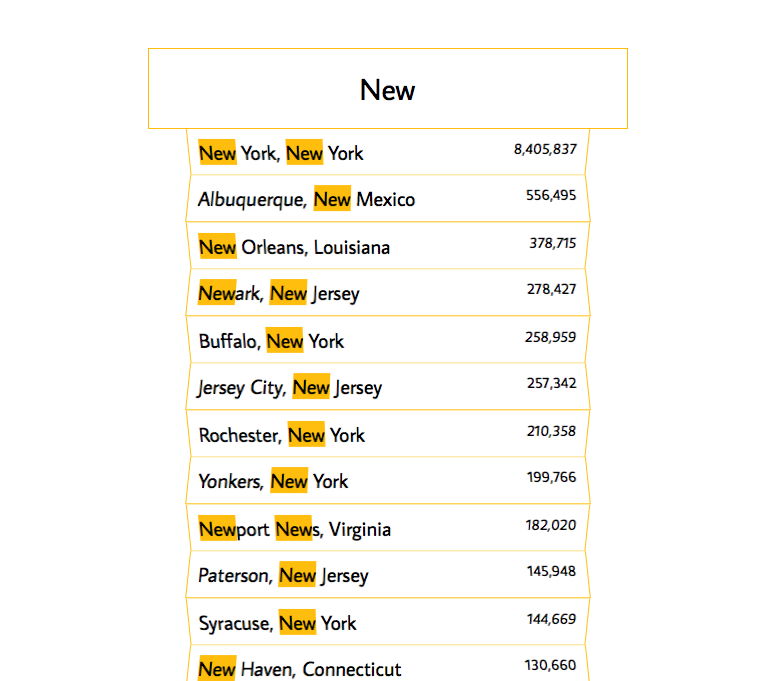 New
New York, New York 8,405,837
Albuquerque, New Mexico 556,495
New Orleans, Louisiana 378,715
Newark, New Jersey 278,427
Buffalo, New York 258,959
Jersey City, New Jersey 257,342
Rochester, New York 210,358
Yonkers, New York 199,766
Newport News, Virginia 182,020
Paterson, New Jersey 145,948
Syracuse, New York 144,669
New Haven, Connecticut 130,660